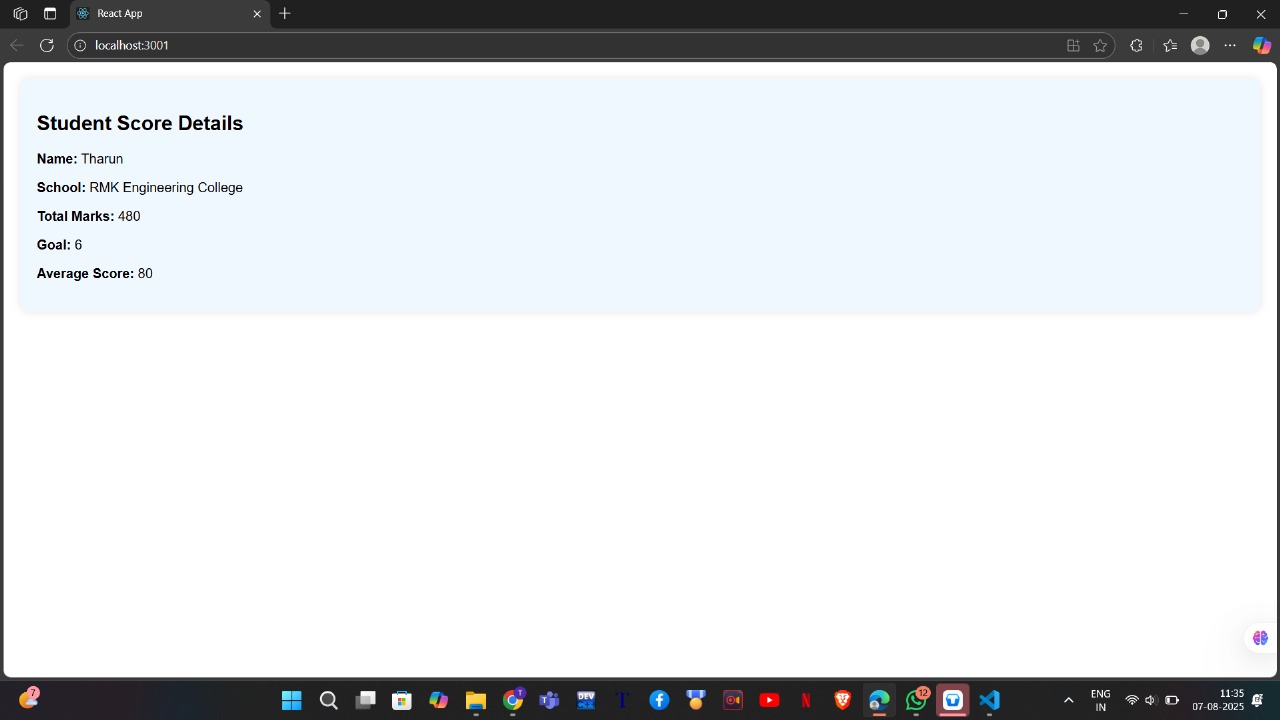 React App
localhost:3001
Student Score Details
Name: Tharun
School: RMK Engineering College
Total Marks: 480
Goal: 6
Average Score: 80
7
DEV
T
T
N
12
ENG
IN
11:35
07-08-2025